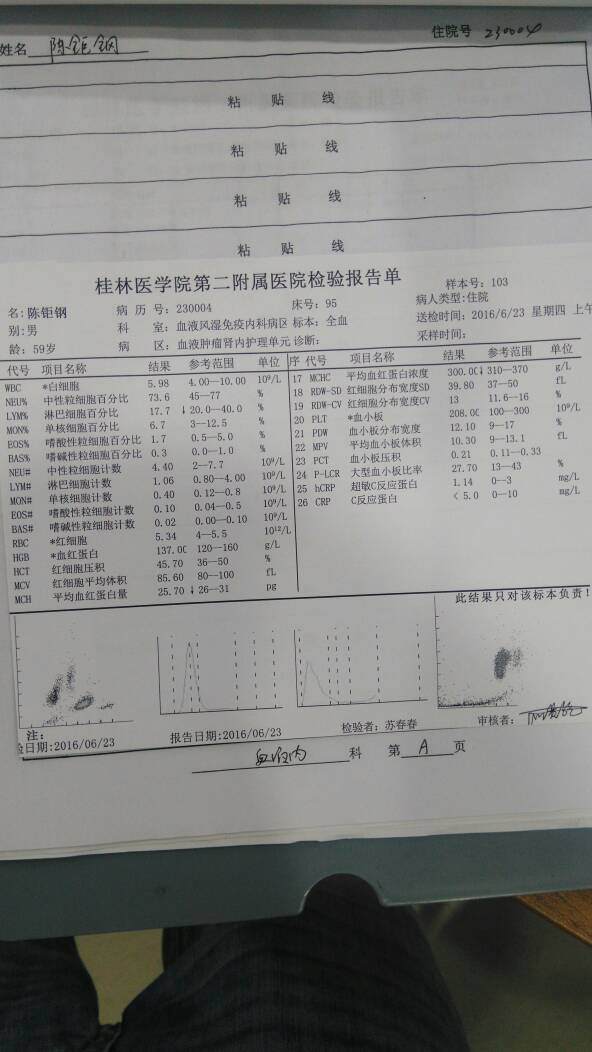 姓名 陈钜钢 住院号 230004
粘 贴 线
粘 贴 线
粘 贴 线
粘 贴 线
桂林医学院第二附属医院检验报告单
样本号：103
名：陈钜钢 病 历 号：230004 床号：95 病人类型：住院
别：男 科 室：血液风湿免疫内科病区 标本：全血 送检时间：2016/6/23 星期四 上午
龄：59岁 病 区：血液肿瘤肾内护理单元 诊断： 采样时间：
代号 项目名称 结果 参考范围 单位 序 代号 项目名称 结果 参考范围 单位
WBC *白细胞 5.98 4.00--10.00 10⁹/L 17 MCHC 平均血红蛋白浓度 300.00↓ 310--370 g/L
NEU% 中性粒细胞百分比 73.6 45--77 % 18 RDW-SD 红细胞分布宽度SD 39.80 37--50 fL
LYM% 淋巴细胞百分比 17.7 ↓ 20.0--40.0 % 19 RDW-CV 红细胞分布宽度CV 13 11.6--16 %
MON% 单核细胞百分比 6.7 3--12.5 % 20 PLT *血小板 208.00 100--300 10⁹/L
EOS% 嗜酸性粒细胞百分比 1.7 0.5--5.0 % 21 PDW 血小板分布宽度 12.10 9--17 %
BAS% 嗜碱性粒细胞百分比 0.3 0.0--1.0 % 22 MPV 平均血小板体积 10.30 9--13.1 fL
NEU# 中性粒细胞计数 4.40 2--7.7 10⁹/L 23 PCT 血小板压积 0.21 0.11--0.33
LYM# 淋巴细胞计数 1.06 0.80--4.00 10⁹/L 24 P-LCR 大型血小板比率 27.70 13--43 %
MON# 单核细胞计数 0.40 0.12--0.8 10⁹/L 25 hCRP 超敏C反应蛋白 1.14 0--3 mg/L
EOS# 嗜酸性粒细胞计数 0.10 0.04--0.5 10⁹/L 26 CRP C反应蛋白 < 5.0 0--10 mg/L
BAS# 嗜碱性粒细胞计数 0.02 0.00--0.10 10⁹/L
RBC *红细胞 5.34 4--5.5 10¹²/L
HGB *血红蛋白 137.00 120--160 g/L
HCT 红细胞压积 45.70 36--50 %
MCV 红细胞平均体积 85.60 80--100 fL
MCH 平均血红蛋白量 25.70 ↓ 26--31 pg
此结果只对该标本负责！
注：
验日期：2016/06/23 报告日期：2016/06/23 检验者：苏春春 审核者：
科 第 A 页